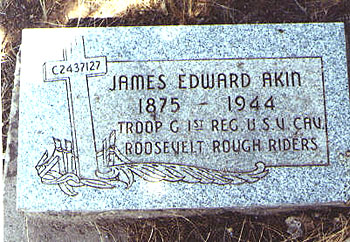 C2437127
JAMES EDWARD AKIN
1875 - 1944
TROOP G 1ST REG. U.S.V. CAV.
ROOSEVELT ROUGH RIDERS